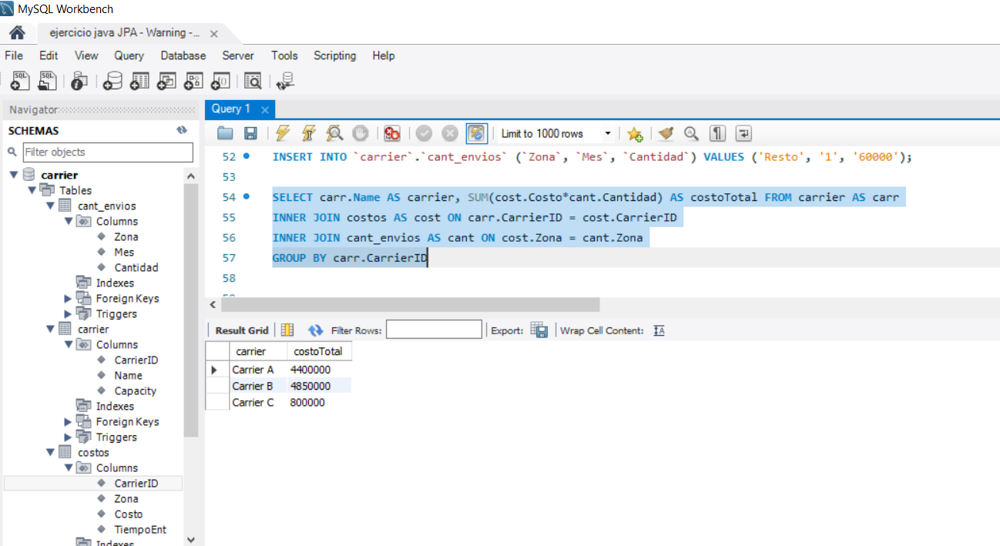 MySQL Workbench
ejercicio java JPA - Warning -...
File Edit View Query Database Server Tools Scripting Help
Navigator
SCHEMAS
Filter objects
carrier
Tables
cant_envios
Columns
Zona
Mes
Cantidad
Indexes
Foreign Keys
Triggers
carrier
Columns
CarrierID
Name
Capacity
Indexes
Foreign Keys
Triggers
costos
Columns
CarrierID
Zona
Costo
TiempoEnt
Indexes
Query 1
Limit to 1000 rows
52 INSERT INTO `carrier`.`cant_envios` (`Zona`, `Mes`, `Cantidad`) VALUES ('Resto', '1', '60000');
53
54 SELECT carr.Name AS carrier, SUM(cost.Costo*cant.Cantidad) AS costoTotal FROM carrier AS carr
55 INNER JOIN costos AS cost ON carr.CarrierID = cost.CarrierID
56 INNER JOIN cant_envios AS cant ON cost.Zona = cant.Zona
57 GROUP BY carr.CarrierID
58
Result Grid Filter Rows: Export: Wrap Cell Content:
carrier costoTotal
Carrier A 4400000
Carrier B 4850000
Carrier C 800000